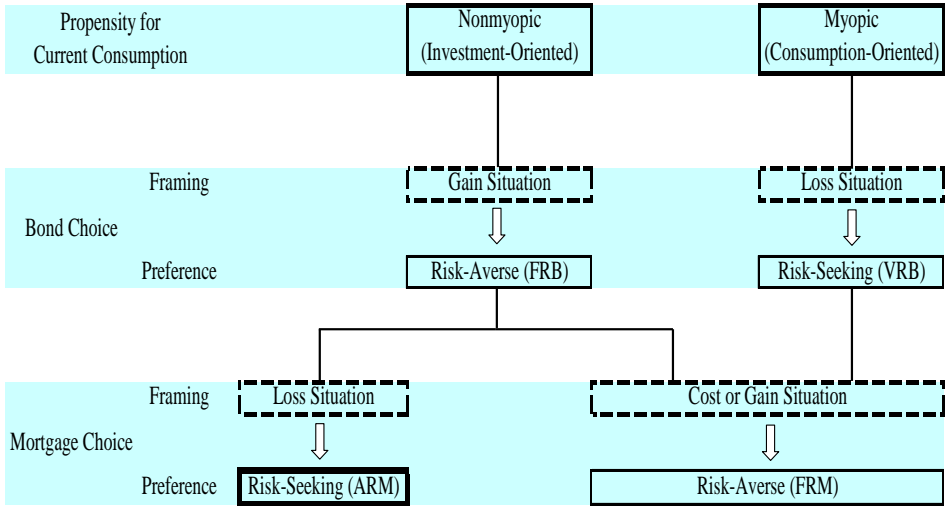 Propensity for
Current Consumption
Nonmyopic
(Investment-Oriented)
Myopic
(Consumption-Oriented)
Framing
Gain Situation
Loss Situation
Bond Choice
Preference
Risk-Averse (FRB)
Risk-Seeking (VRB)
Framing
Loss Situation
Cost or Gain Situation
Mortgage Choice
Preference
Risk-Seeking (ARM)
Risk-Averse (FRM)